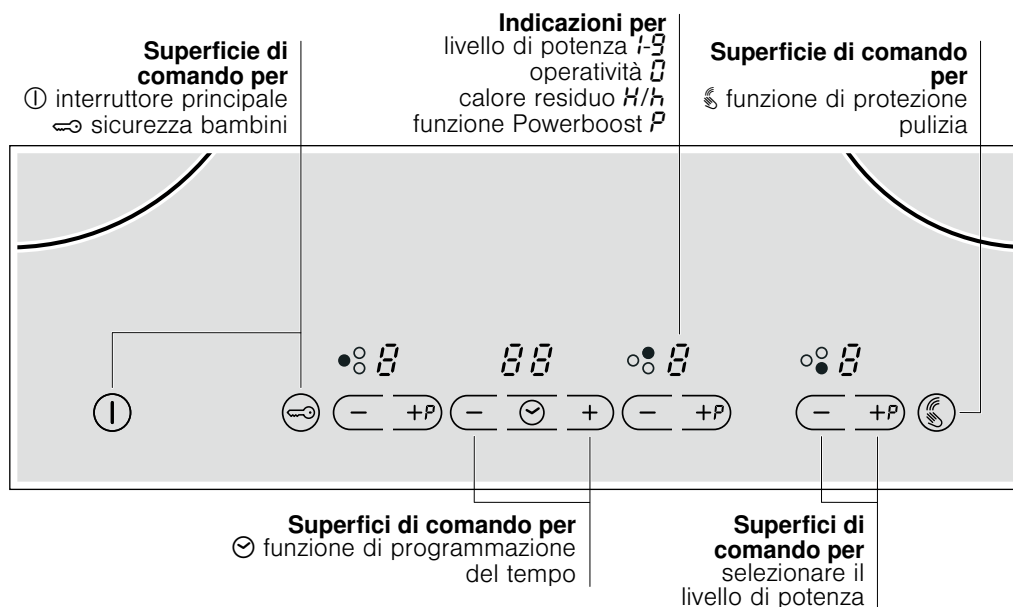 Superficie di
comando per
interruttore principale
sicurezza bambini
Indicazioni per
livello di potenza 1-9
operatività 0
calore residuo H/h
funzione Powerboost P
Superficie di comando
per
funzione di protezione
pulizia
8 88 8 8
− +P − + − +P − +P
Superfici di comando per
funzione di programmazione
del tempo
Superfici di
comando per
selezionare il
livello di potenza